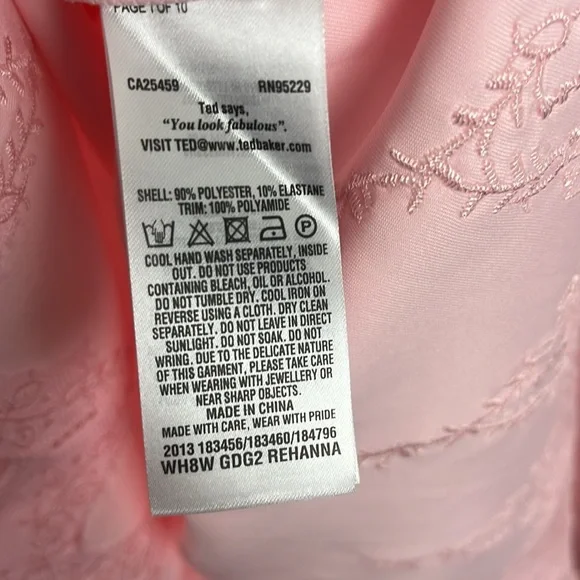 PAGE 1 OF 10
CA25459 RN95229
Ted says,
"You look fabulous".
VISIT TED@www.tedbaker.com
SHELL: 90% POLYESTER, 10% ELASTANE
TRIM: 100% POLYAMIDE
P
COOL HAND WASH SEPARATELY, INSIDE
OUT. DO NOT USE PRODUCTS
CONTAINING BLEACH, OIL OR ALCOHOL.
DO NOT TUMBLE DRY. COOL IRON ON
REVERSE USING A CLOTH. DRY CLEAN
SEPARATELY. DO NOT LEAVE IN DIRECT
SUNLIGHT. DO NOT SOAK. DO NOT
WRING. DUE TO THE DELICATE NATURE
OF THIS GARMENT, PLEASE TAKE CARE
WHEN WEARING WITH JEWELLERY OR
NEAR SHARP OBJECTS.
MADE IN CHINA
MADE WITH CARE, WEAR WITH PRIDE
2013 183456/183460/184796
WH8W GDG2 REHANNA